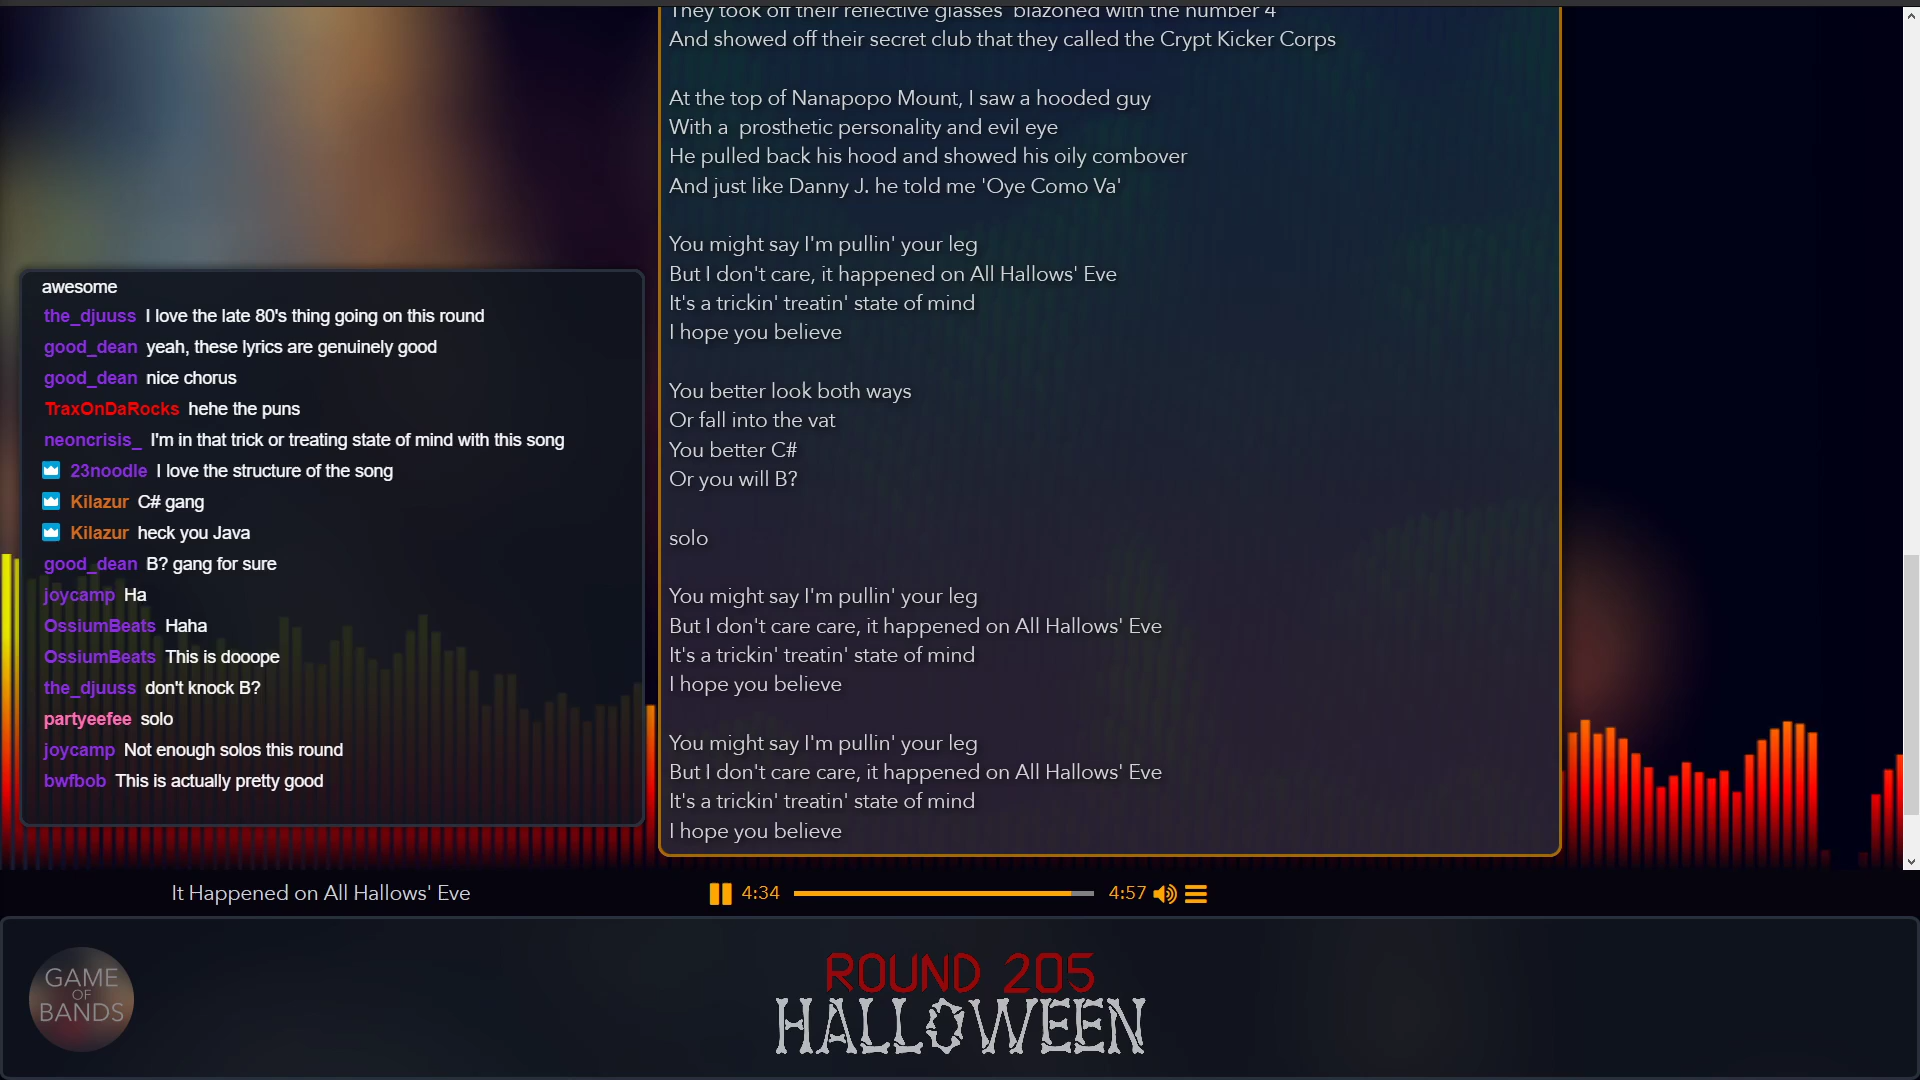 They took off their reflective glasses  blazoned with the number 4
And showed off their secret club that they called the Crypt Kicker Corps
At the top of Nanapopo Mount, I saw a hooded guy
With a  prosthetic personality and evil eye
He pulled back his hood and showed his oily combover
And just like Danny J. he told me 'Oye Como Va'
You might say I'm pullin' your leg
But I don't care, it happened on All Hallows' Eve
It's a trickin' treatin' state of mind
I hope you believe
You better look both ways
Or fall into the vat
You better C#
Or you will B?
solo
You might say I'm pullin' your leg
But I don't care care, it happened on All Hallows' Eve
It's a trickin' treatin' state of mind
I hope you believe
You might say I'm pullin' your leg
But I don't care care, it happened on All Hallows' Eve
It's a trickin' treatin' state of mind
I hope you believe
awesome
the_djuuss I love the late 80's thing going on this round
good_dean yeah, these lyrics are genuinely good
good_dean nice chorus
TraxOnDaRocks hehe the puns
neoncrisis_ I'm in that trick or treating state of mind with this song
23noodle I love the structure of the song
Kilazur C# gang
Kilazur heck you Java
good_dean B? gang for sure
joycamp Ha
OssiumBeats Haha
OssiumBeats This is dooope
the_djuuss don't knock B?
partyeefee solo
joycamp Not enough solos this round
bwfbob This is actually pretty good
It Happened on All Hallows' Eve
4:34
4:57
GAME
OF
BANDS
ROUND 205
HALLOWEEN